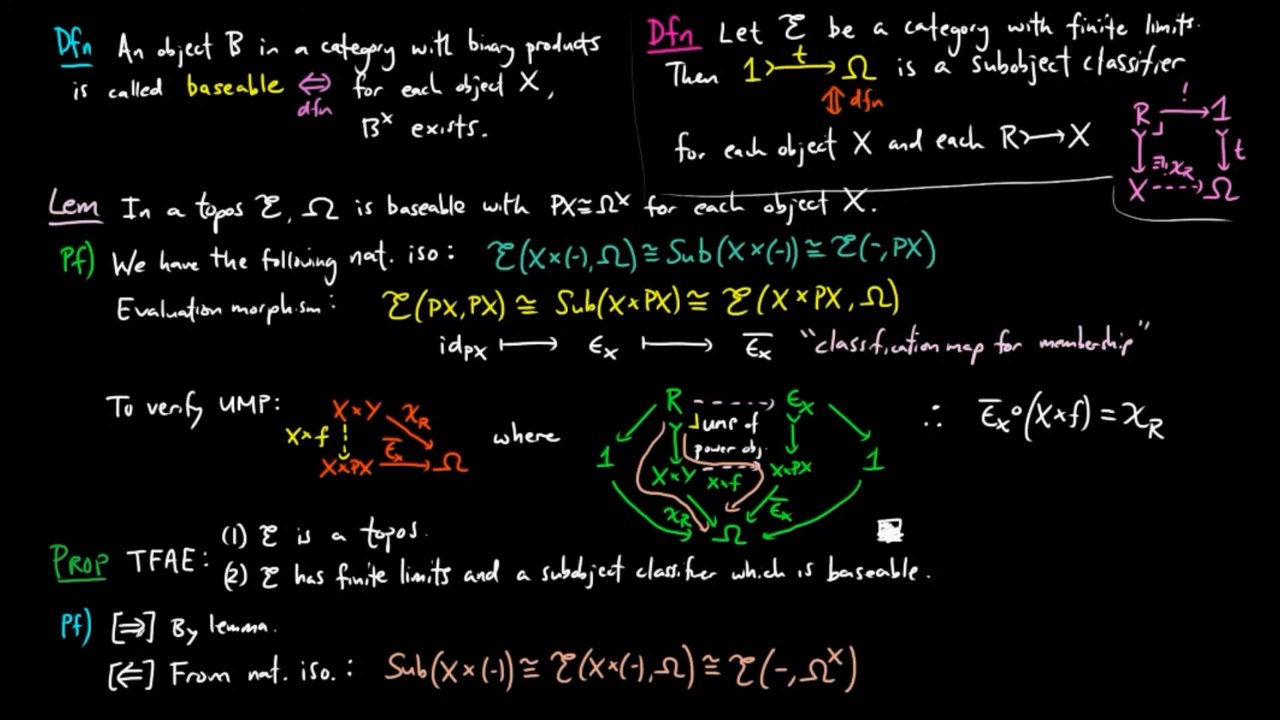 Dfn An object B in a category with binary products
is called baseable ⇔ for each object X,
dfn
B^X exists.
Dfn Let ℰ be a category with finite limits.
Then 1 ↣ Ω is a subobject classifier
t
⇕ dfn
for each object X and each R ↣ X
R ! 1
t
∃! χ_R
X Ω
Lem In a topos ℰ, Ω is baseable with PX ≅ Ω^X for each object X.
Pf) We have the following nat. iso: ℰ(X×(-), Ω) ≅ Sub(X×(-)) ≅ ℰ(-, PX)
Evaluation morphism: ℰ(PX, PX) ≅ Sub(X×PX) ≅ ℰ(X×PX, Ω)
id_PX ⟼ ∈_X ⟼ ∈̅_X "classification map for membership"
To verify UMP:
X×Y χ_R
X×f ∈̅_X
X×PX Ω
where
R ∈_X
UMP of
power obj.
1 X×Y X×f X×PX 1
χ_R ∈̅_X
Ω
∴ ∈̅_X∘(X×f) = χ_R
Prop TFAE: (1) ℰ is a topos.
(2) ℰ has finite limits and a subobject classifier which is baseable.
Pf) [⇒] By lemma.
[⇐] From nat. iso.: Sub(X×(-)) ≅ ℰ(X×(-), Ω) ≅ ℰ(-, Ω^X)